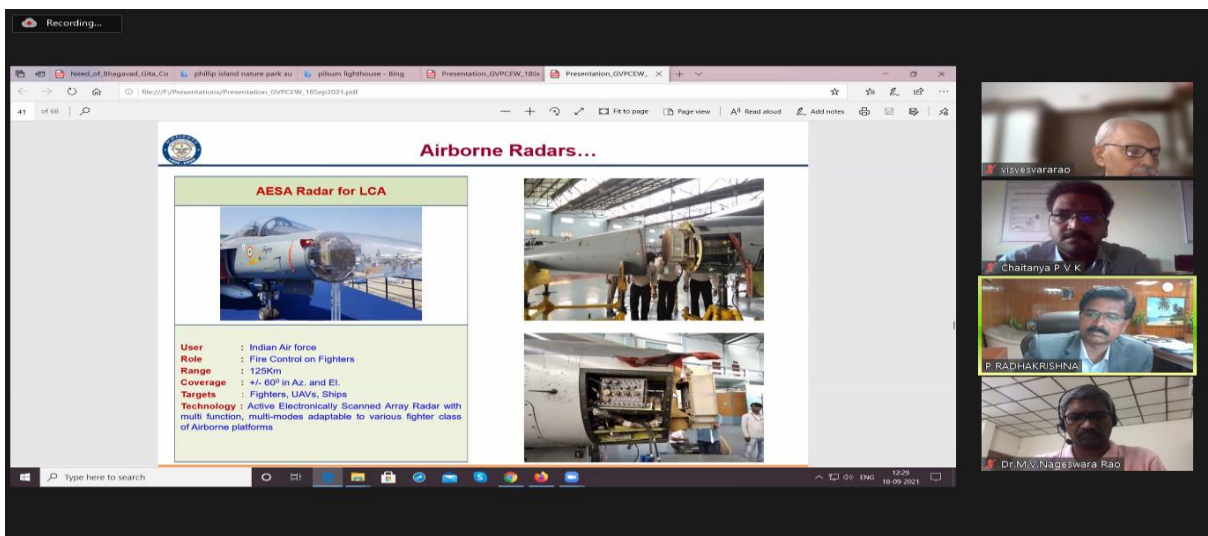 Recording...
Need_of_Bhagavad_Gita_Co
phillip island nature park au
pilsum lighthouse - Bing
Presentation_GVPCEW_18Se
Presentation_GVPCEW_
file:///F:/Presentations/Presentation_GVPCEW_18Sep2021.pdf
41 of 68
Fit to page
Page view
Read aloud
Add notes
Airborne Radars...
AESA Radar for LCA
User : Indian Air force
Role : Fire Control on Fighters
Range : 125Km
Coverage : +/- 60⁰ in Az. and El.
Targets : Fighters, UAVs, Ships
Technology : Active Electronically Scanned Array Radar with
multi function, multi-modes adaptable to various fighter class
of Airborne platforms
visvesvararao
Chaitanya P V K
P RADHAKRISHNA
Dr.M.V.Nageswara Rao
Type here to search
ENG
12:29
18-09-2021